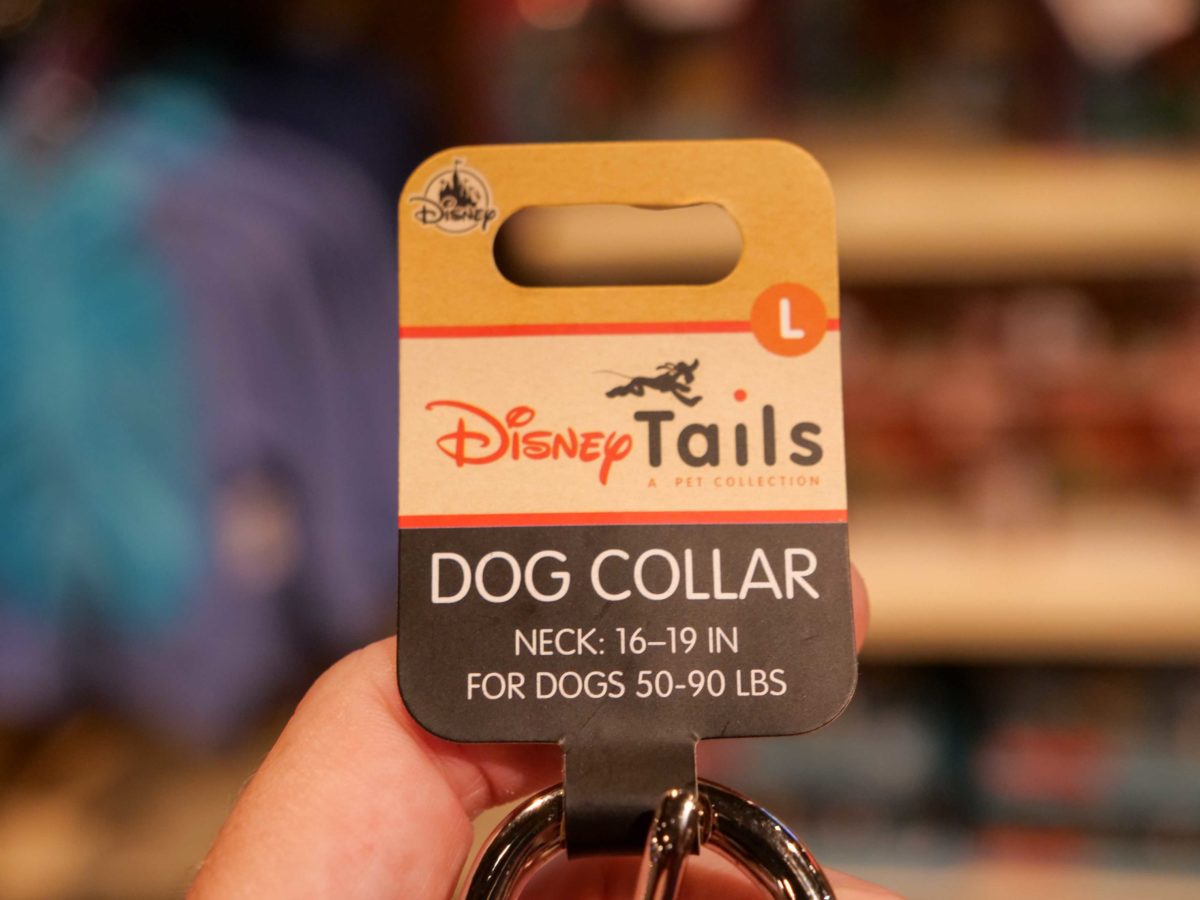 Disney
L
Disney Tails
A PET COLLECTION
DOG COLLAR
NECK: 16–19 IN
FOR DOGS 50-90 LBS